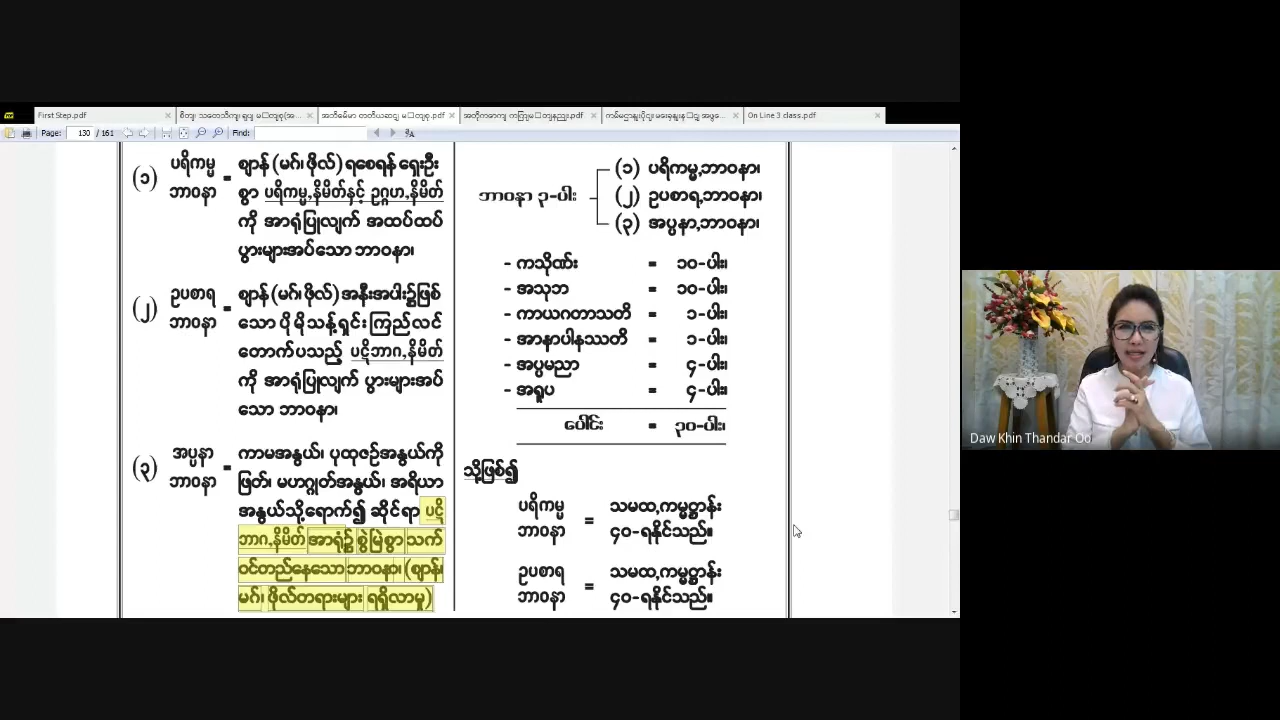 First Step.pdf
On Line 3 class.pdf
Page: 130 / 161 Find:
(၁) ပရိကမ္မ ဘာဝနာ =
ဈာန် (မဂ်၊ ဖိုလ်) ရစေရန် ရှေးဦး
စွာ ပရိကမ္မ,နိမိတ်နှင့် ဥဂ္ဂဟ,နိမိတ်
ကို အာရုံပြုလျက် အထပ်ထပ်
ပွားများအပ်သော ဘာဝနာ၊
(၂) ဥပစာရ ဘာဝနာ =
ဈာန် (မဂ်၊ ဖိုလ်) အနီးအပါး၌ဖြစ်
သော ပို မို သန့် ရှင်း ကြည် လင်
တောက်ပသည့် ပဋိဘာဂ,နိမိတ်
ကို အာရုံပြုလျက် ပွားများအပ်
သော ဘာဝနာ၊
(၃) အပ္ပနာ ဘာဝနာ =
ကာမအနွယ်၊ ပုထုဇဉ်အနွယ်ကို
ဖြတ်၊ မဟဂ္ဂုတ်အနွယ်၊ အရိယာ
အနွယ်သို့ရောက်၍ ဆိုင်ရာ ပဋိ
ဘာဂ,နိမိတ် အာရုံ၌ စွဲမြဲစွာ သက်
ဝင်တည်နေသော ဘာဝနာ၊ (ဈာန်၊
မဂ်၊ ဖိုလ်တရားများ ရရှိလာမှု)
ဘာဝနာ ၃-ပါး
(၁) ပရိကမ္မ,ဘာဝနာ၊
(၂) ဥပစာရ,ဘာဝနာ၊
(၃) အပ္ပနာ,ဘာဝနာ၊
- ကသိုဏ်း = ၁၀-ပါး၊
- အသုဘ = ၁၀-ပါး၊
- ကာယဂတာသတိ = ၁-ပါး၊
- အာနာပါနဿတိ = ၁-ပါး၊
- အပ္ပမညာ = ၄-ပါး၊
- အရူပ = ၄-ပါး၊
ပေါင်း = ၃၀-ပါး၊
သို့ဖြစ်၍
ပရိကမ္မ ဘာဝနာ =
သမထ,ကမ္မဋ္ဌာန်း
၄၀-ရနိုင်သည်။
ဥပစာရ ဘာဝနာ =
သမထ,ကမ္မဋ္ဌာန်း
၄၀-ရနိုင်သည်။
Daw Khin Thandar Oo